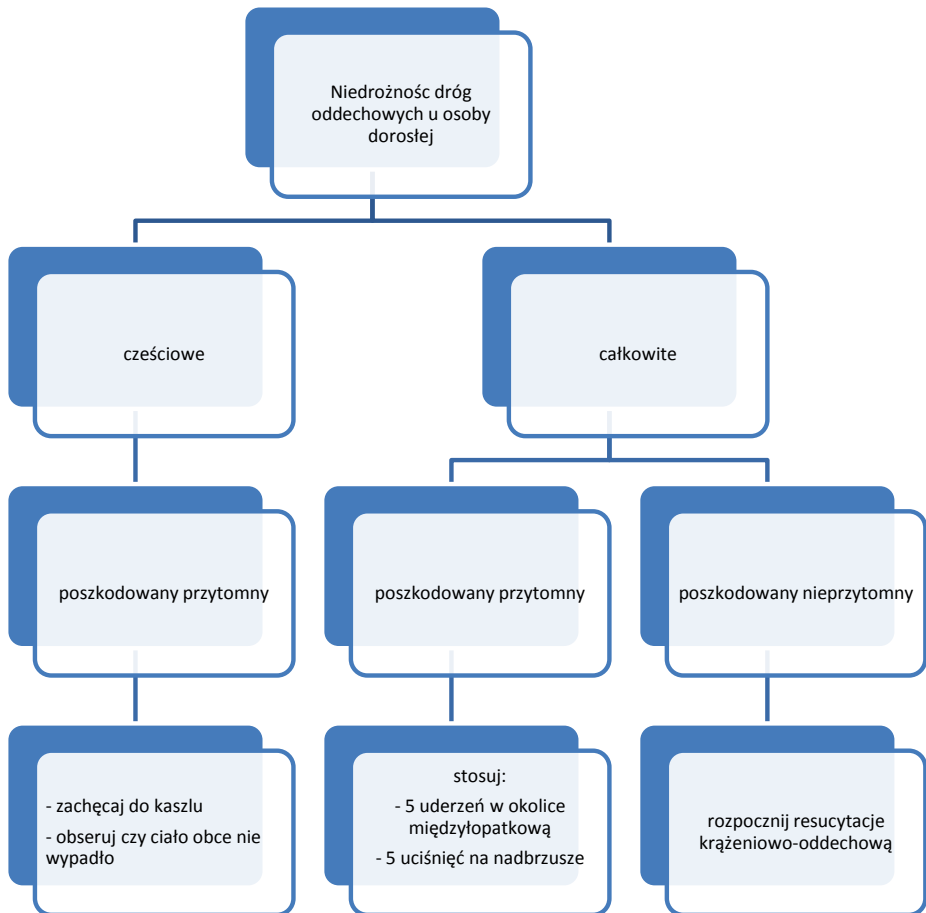 Niedrożnośc dróg
oddechowych u osoby
dorosłej
cześciowe
całkowite
poszkodowany przytomny
poszkodowany przytomny
poszkodowany nieprzytomny
- zachęcaj do kaszlu
- obseruj czy ciało obce nie
wypadło
stosuj:
- 5 uderzeń w okolice
międzyłopatkową
- 5 uciśnięć na nadbrzusze
rozpocznij resucytacje
krążeniowo-oddechową